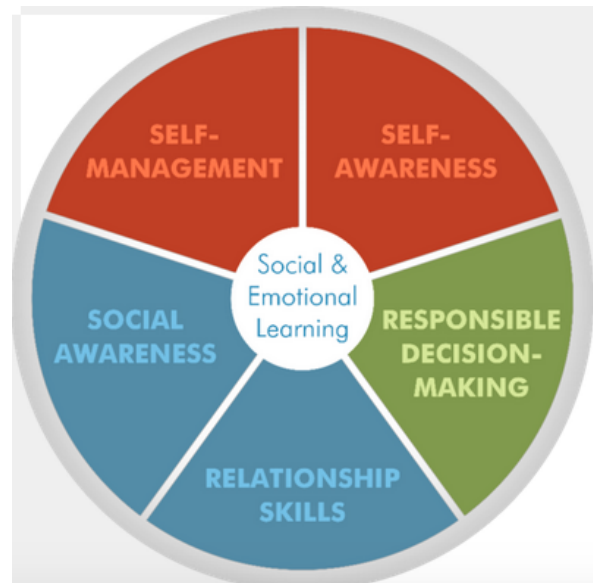 SELF-
MANAGEMENT
SELF-
AWARENESS
Social &
Emotional
Learning
SOCIAL
AWARENESS
RESPONSIBLE
DECISION-
MAKING
RELATIONSHIP
SKILLS